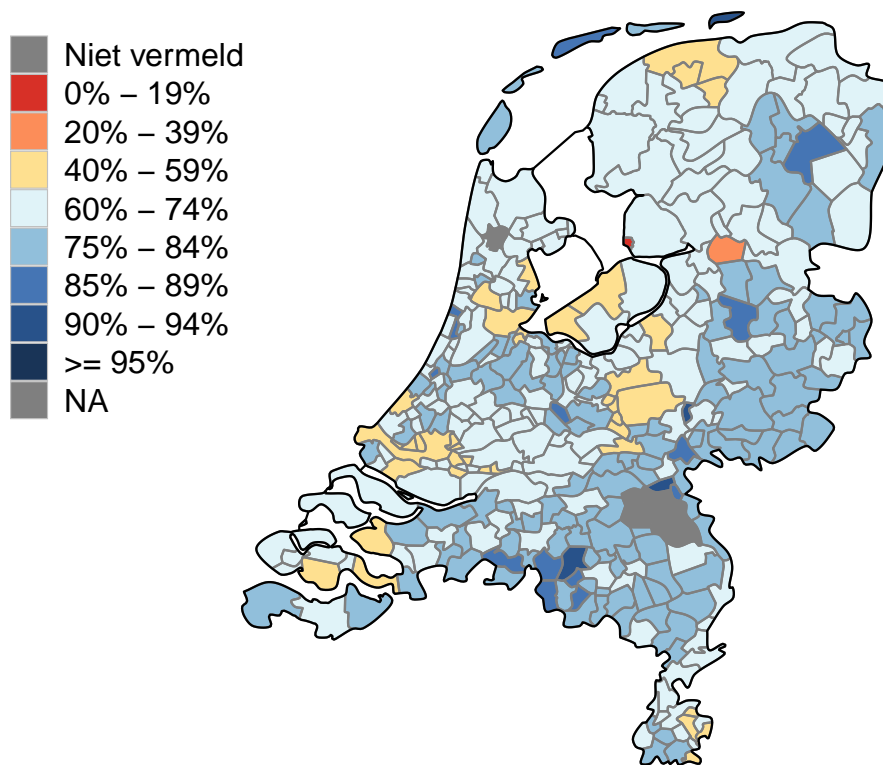 Niet vermeld
0% – 19%
20% – 39%
40% – 59%
60% – 74%
75% – 84%
85% – 89%
90% – 94%
>= 95%
NA